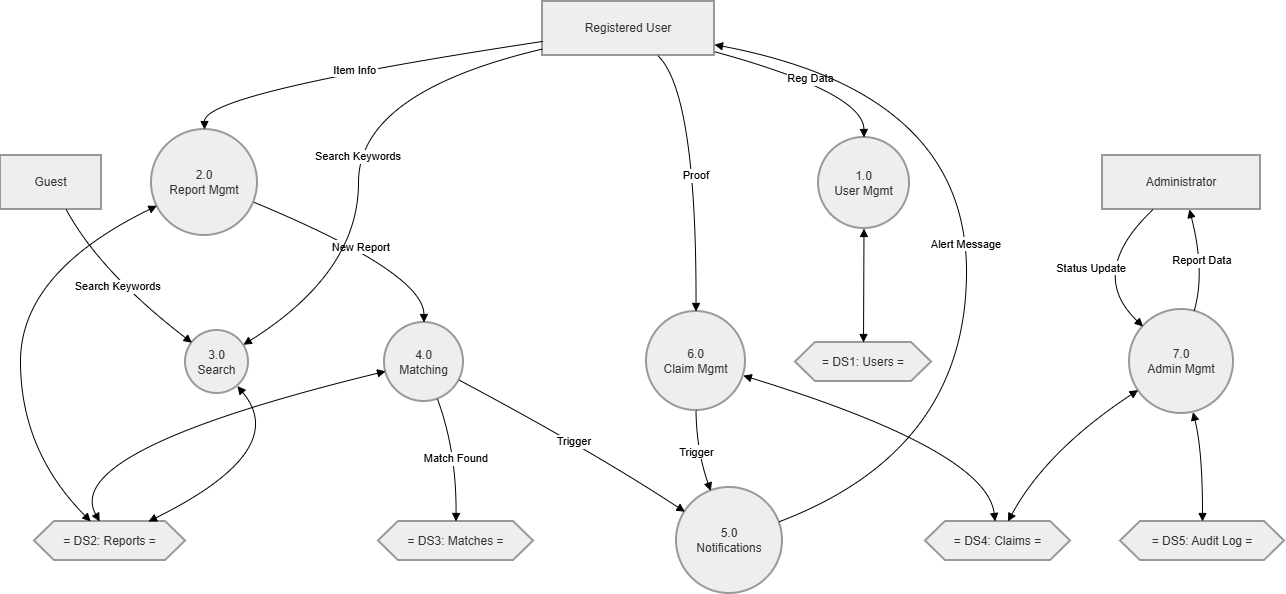 Registered User
Item Info
Reg Data
Search Keywords
Proof
Guest
2.0
Report Mgmt
1.0
User Mgmt
Administrator
New Report
Alert Message
Status Update
Report Data
Search Keywords
3.0
Search
4.0
Matching
6.0
Claim Mgmt
= DS1: Users =
7.0
Admin Mgmt
Trigger
Match Found
Trigger
= DS2: Reports =
= DS3: Matches =
5.0
Notifications
= DS4: Claims =
= DS5: Audit Log =